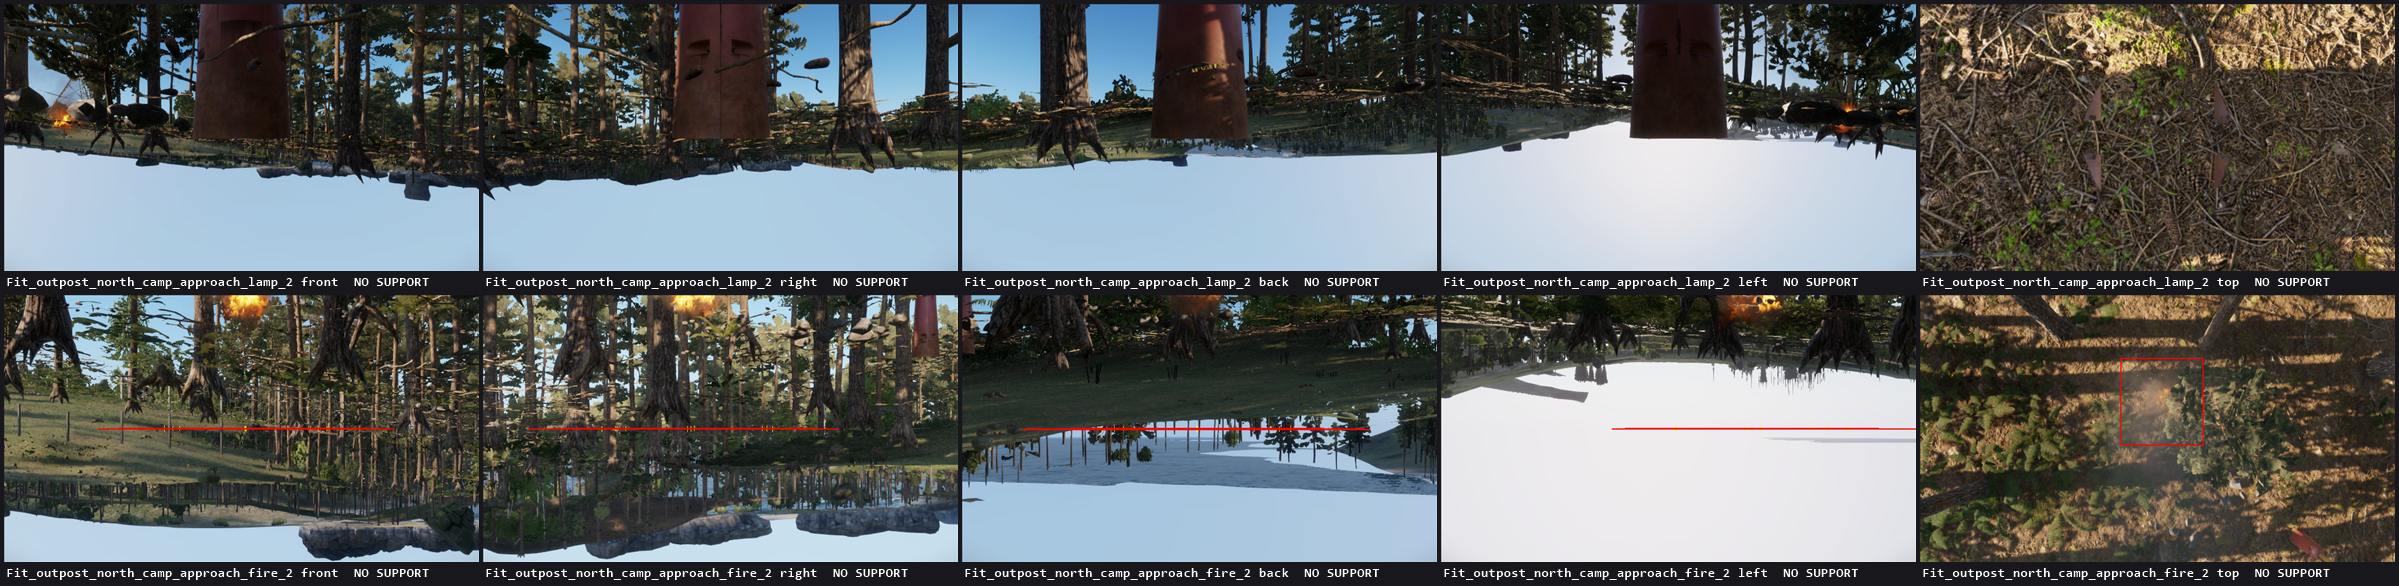 Fit_outpost_north_camp_approach_lamp_2 front  NO SUPPORT
Fit_outpost_north_camp_approach_lamp_2 right  NO SUPPORT
Fit_outpost_north_camp_approach_lamp_2 back  NO SUPPORT
Fit_outpost_north_camp_approach_lamp_2 left  NO SUPPORT
Fit_outpost_north_camp_approach_lamp_2 top  NO SUPPORT
Fit_outpost_north_camp_approach_fire_2 front  NO SUPPORT
Fit_outpost_north_camp_approach_fire_2 right  NO SUPPORT
Fit_outpost_north_camp_approach_fire_2 back  NO SUPPORT
Fit_outpost_north_camp_approach_fire_2 left  NO SUPPORT
Fit_outpost_north_camp_approach_fire_2 top  NO SUPPORT